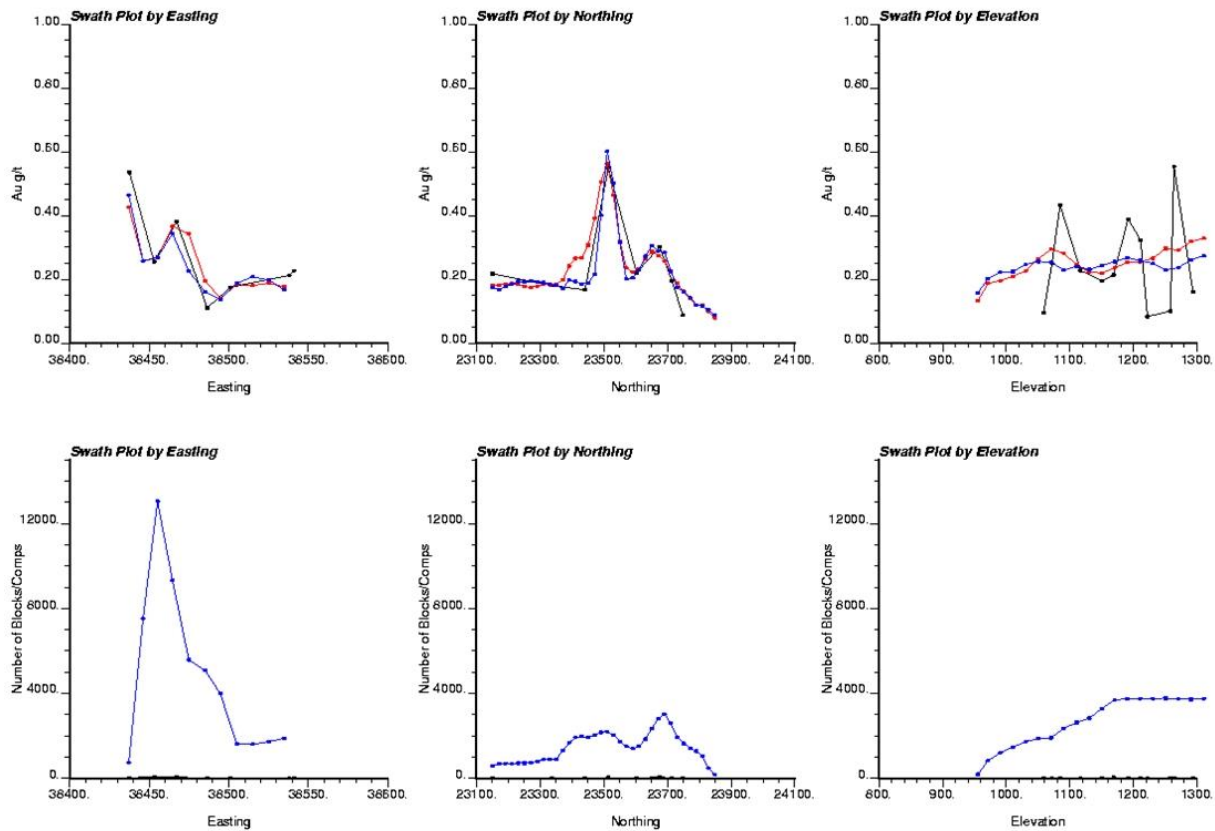 Swath Plot by Easting
1.00
0.80
0.60
0.40
0.20
0.00
Au g/t
38400. 38450. 38500. 38550. 38600.
Easting
Swath Plot by Northing
1.00
0.80
0.60
0.40
0.20
0.00
Au g/t
23100. 23300. 23500. 23700. 23900. 24100.
Northing
Swath Plot by Elevation
1.00
0.80
0.60
0.40
0.20
0.00
Au g/t
800. 900. 1000. 1100. 1200. 1300.
Elevation
Swath Plot by Easting
12000.
8000.
4000.
0.
Number of Blocks/Comps
38400. 38450. 38500. 38550. 38600.
Easting
Swath Plot by Northing
12000.
8000.
4000.
0.
Number of Blocks/Comps
23100. 23300. 23500. 23700. 23900. 24100.
Northing
Swath Plot by Elevation
12000.
8000.
4000.
0.
Number of Blocks/Comps
800. 900. 1000. 1100. 1200. 1300.
Elevation